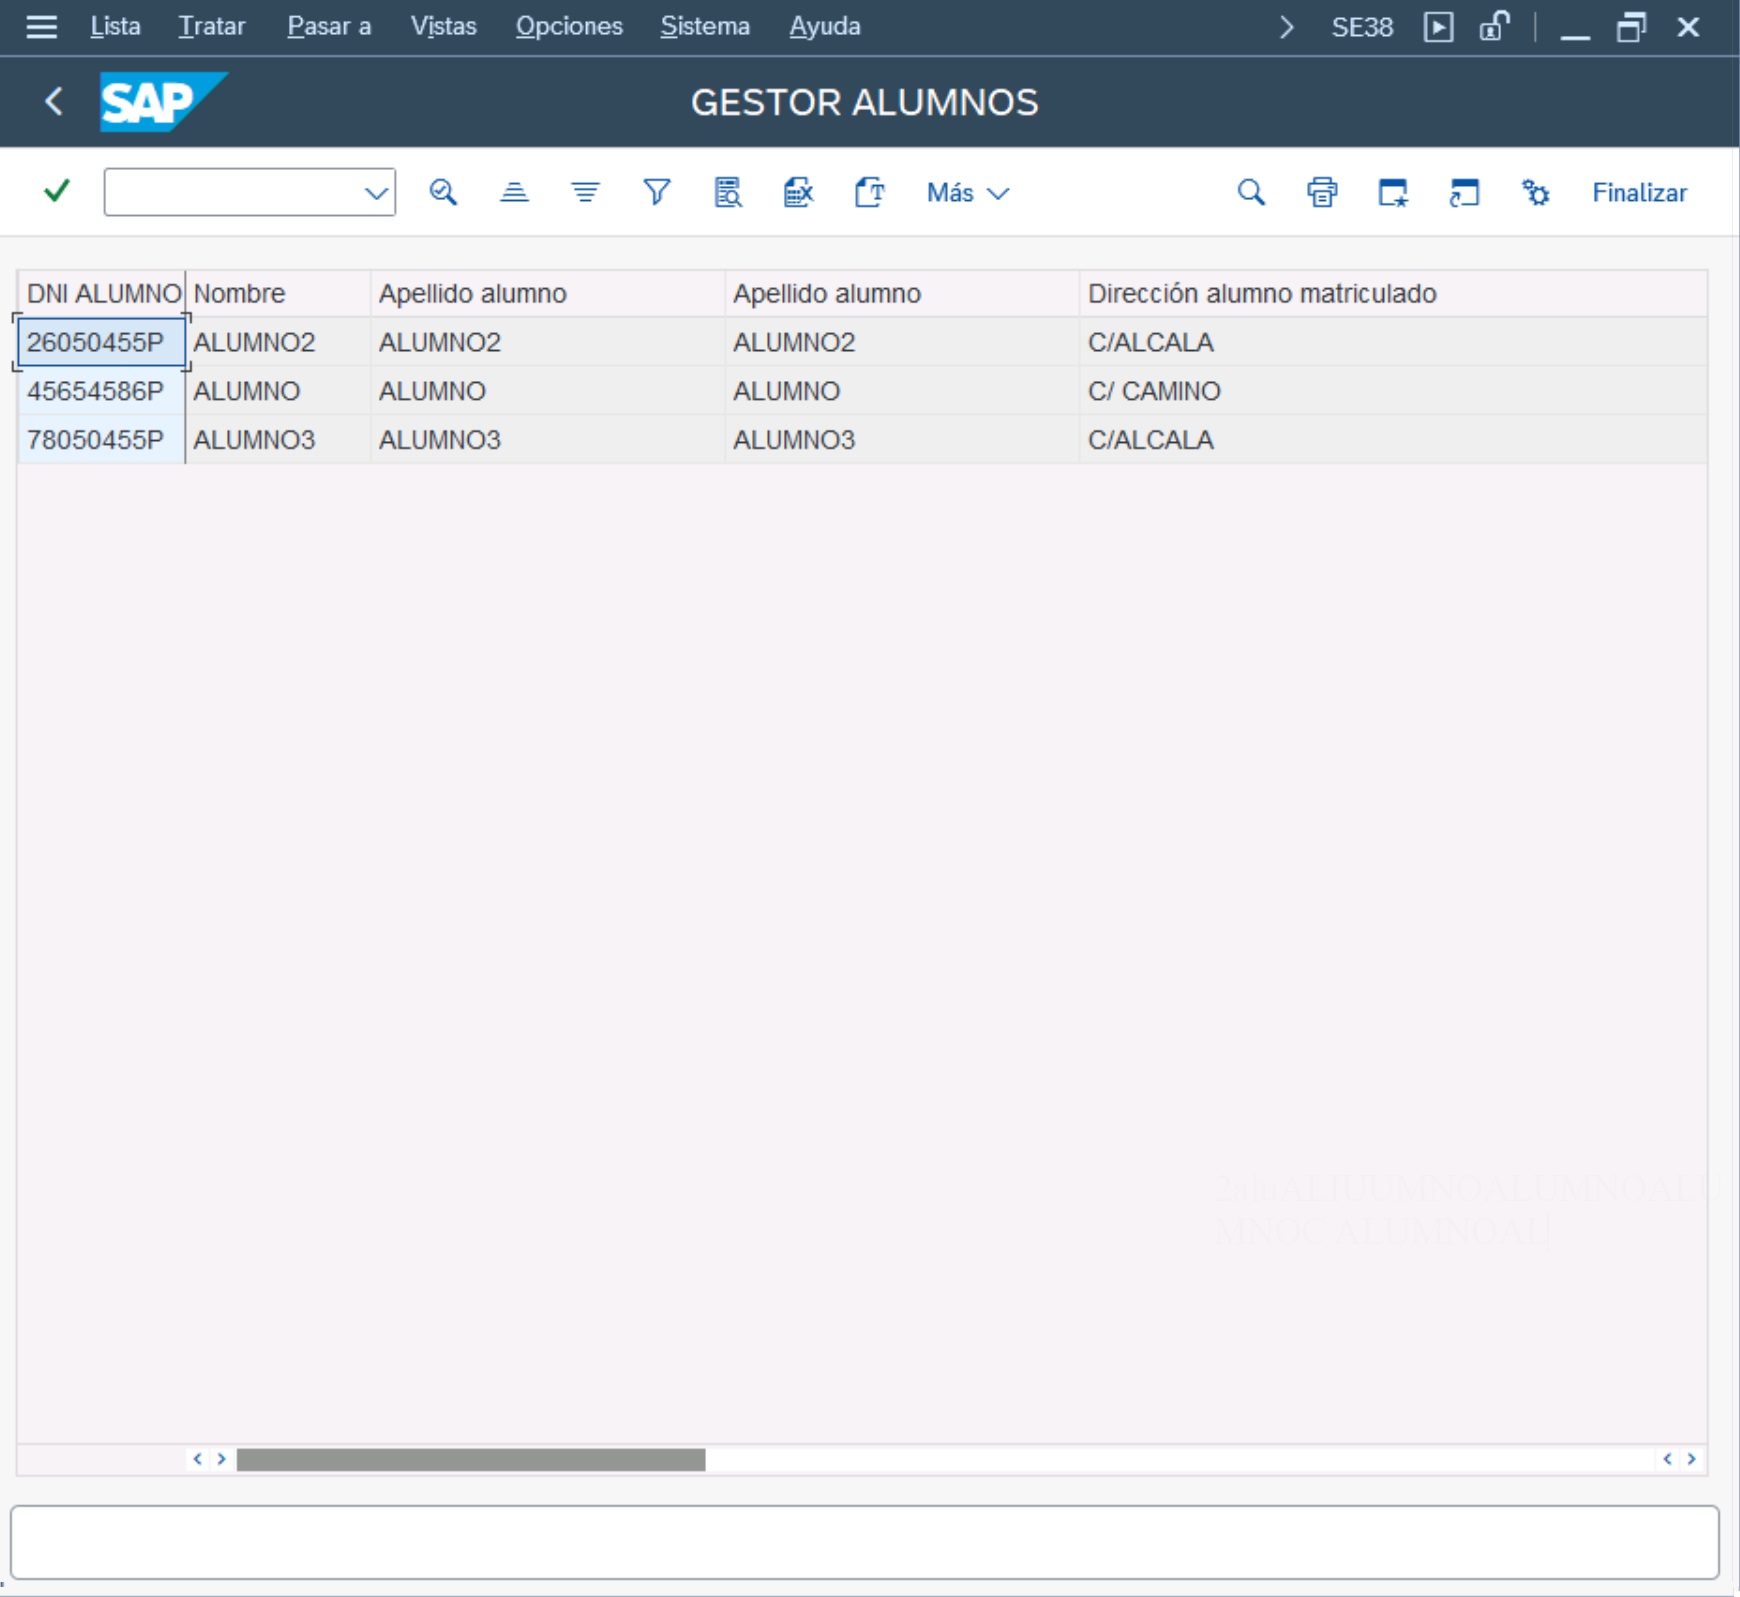 Lista Tratar Pasar a Vistas Opciones Sistema Ayuda SE38
SAP GESTOR ALUMNOS
Más Finalizar
DNI ALUMNO Nombre Apellido alumno Apellido alumno Dirección alumno matriculado
26050455P ALUMNO2 ALUMNO2 ALUMNO2 C/ALCALA
45654586P ALUMNO ALUMNO ALUMNO C/ CAMINO
78050455P ALUMNO3 ALUMNO3 ALUMNO3 C/ALCALA
MNOC ALUMNOAL